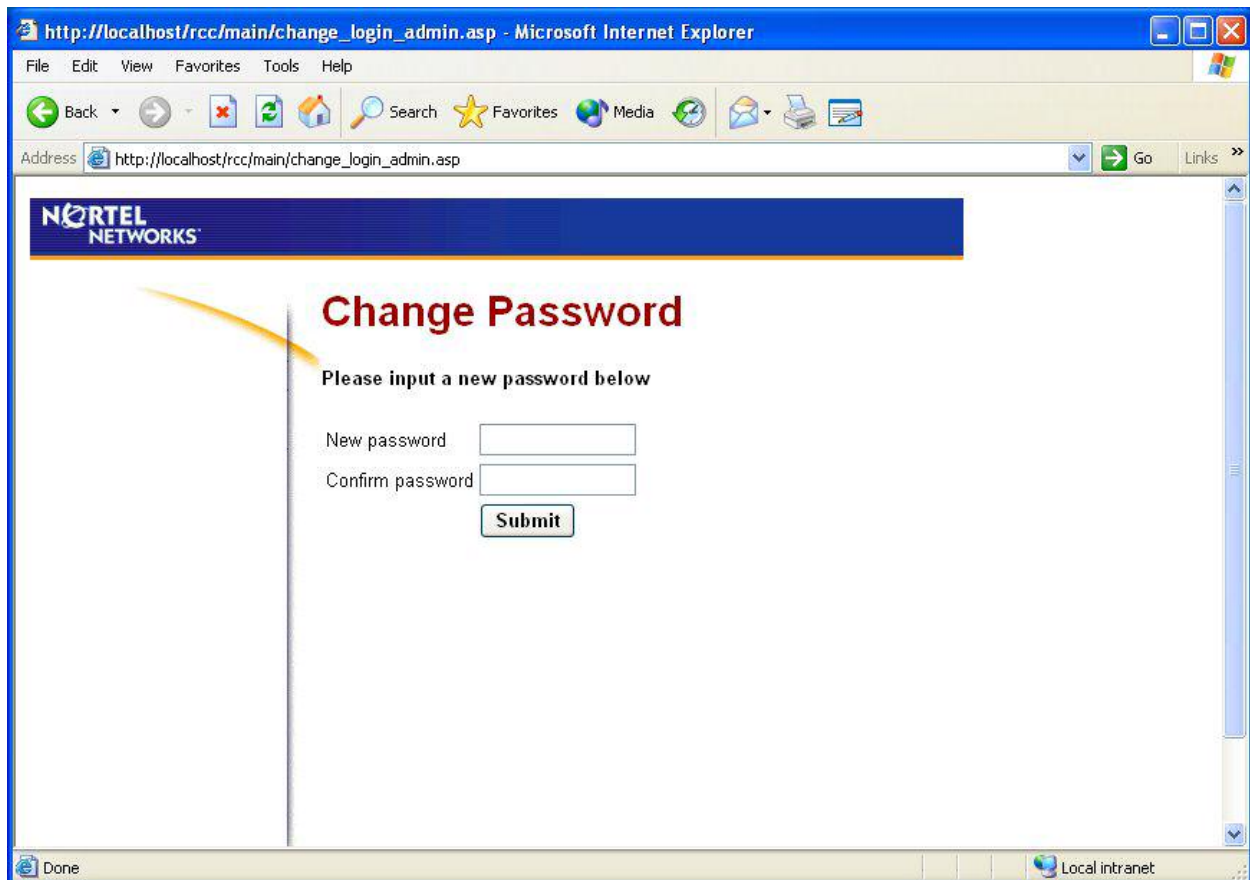 http://localhost/rcc/main/change_login_admin.asp - Microsoft Internet Explorer
File Edit View Favorites Tools Help
Back Search Favorites Media
Address http://localhost/rcc/main/change_login_admin.asp Go Links »
NORTEL
NETWORKS
Change Password
Please input a new password below
New password
Confirm password
Submit
Done Local intranet